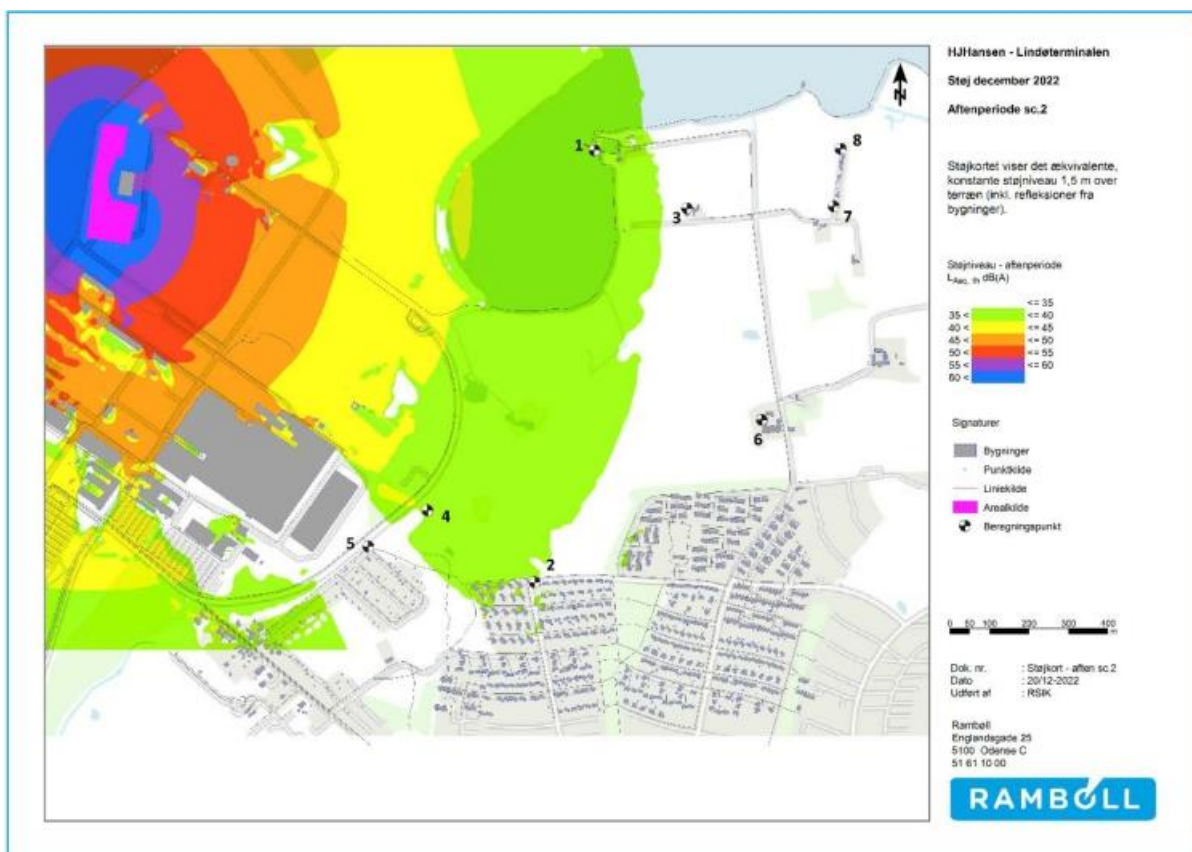 HJHansen - Lindøterminalen
Støj december 2022
Aftenperiode sc.2
N
Støjkortet viser det ækvivalente,
konstante støjniveau 1,5 m over
terræn (inkl. refleksioner fra
bygninger).
Støjniveau - aftenperiode
LAeq, 1h dB(A)
<= 35
35 < <= 40
40 < <= 45
45 < <= 50
50 < <= 55
55 < <= 60
60 <
Signaturer
Bygninger
Punktkilde
Liniekilde
Arealkilde
Beregningspunkt
1
8
3
7
6
4
5
2
0 50 100 200 300 400
m
Dok. nr. : Støjkort - aften sc.2
Dato : 20/12-2022
Udført af : RSIK
Rambøll
Englandsgade 25
5100 Odense C
51 61 10 00
RAMBOLL